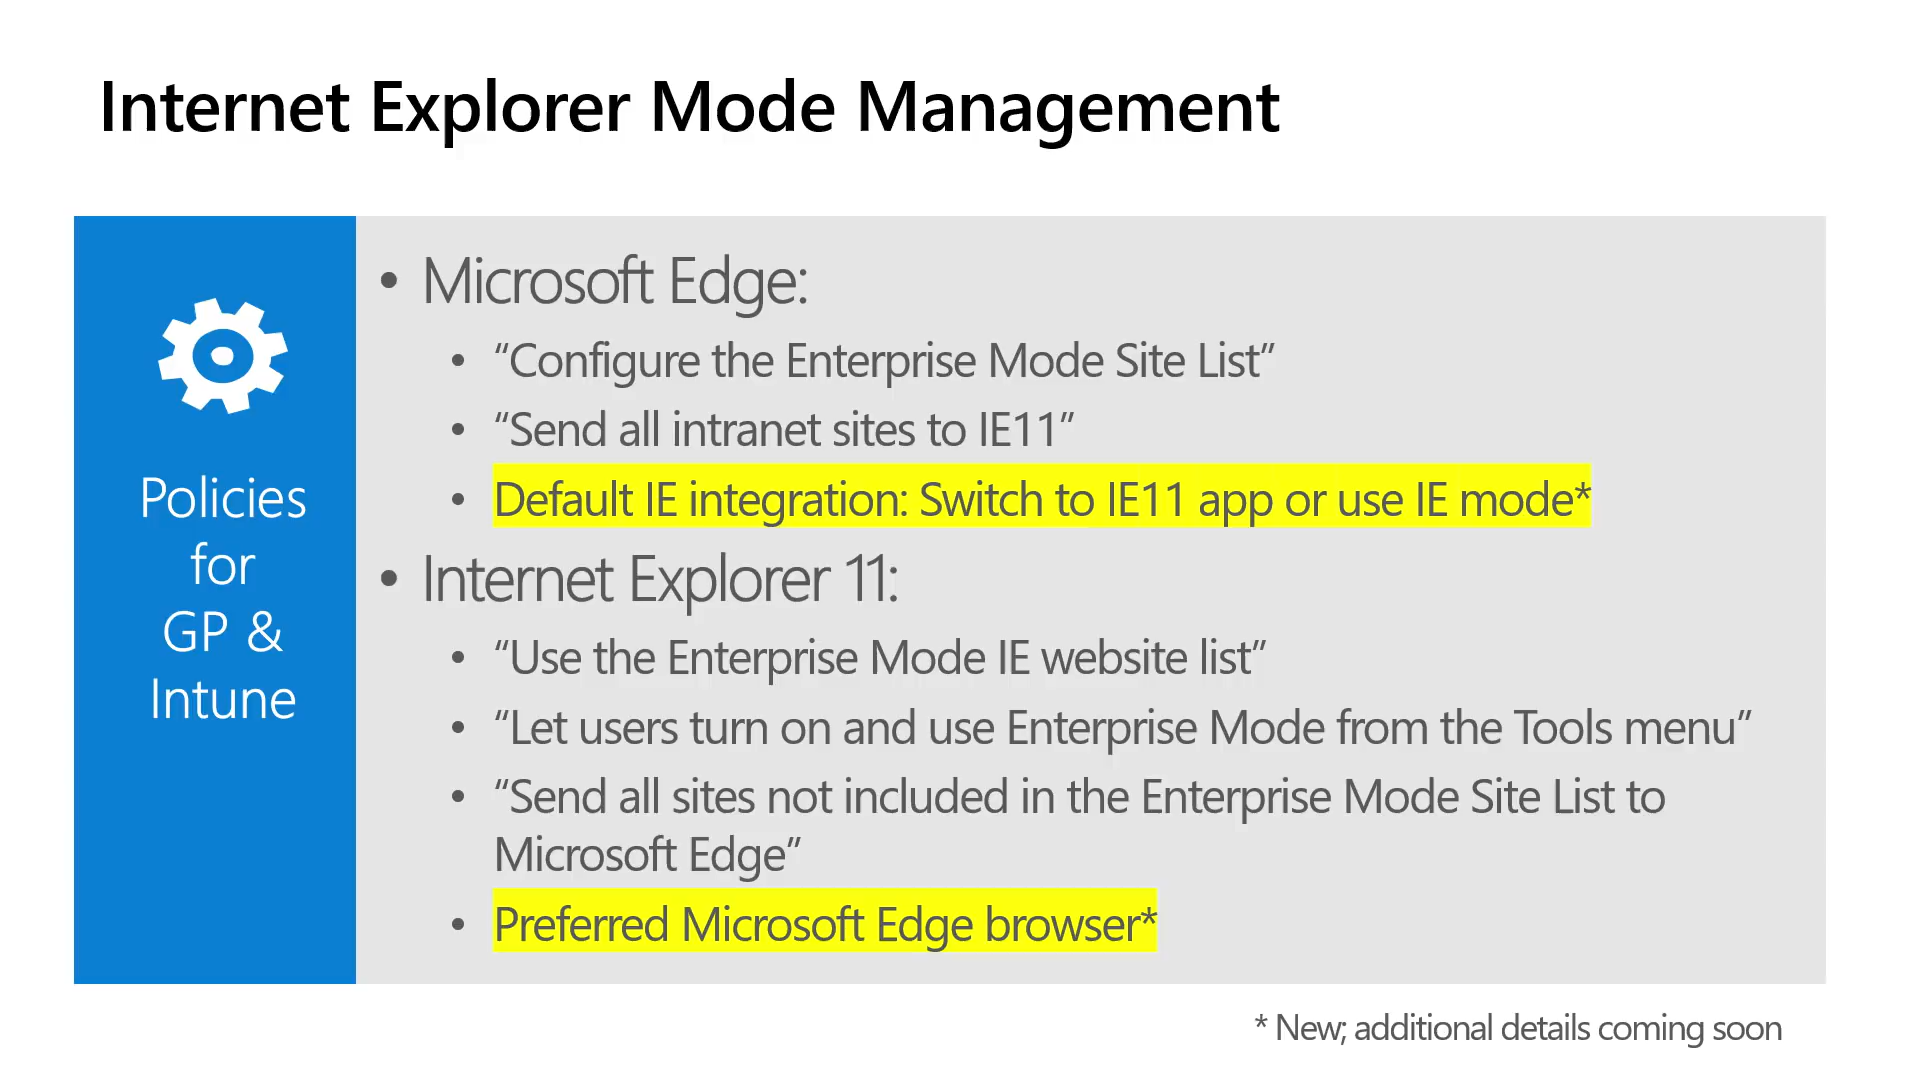 Internet Explorer Mode Management
Policies
for
GP &
Intune
• Microsoft Edge:
• “Configure the Enterprise Mode Site List”
• “Send all intranet sites to IE11”
• Default IE integration: Switch to IE11 app or use IE mode*
• Internet Explorer 11:
• “Use the Enterprise Mode IE website list”
• “Let users turn on and use Enterprise Mode from the Tools menu”
• “Send all sites not included in the Enterprise Mode Site List to
Microsoft Edge”
• Preferred Microsoft Edge browser*
* New; additional details coming soon